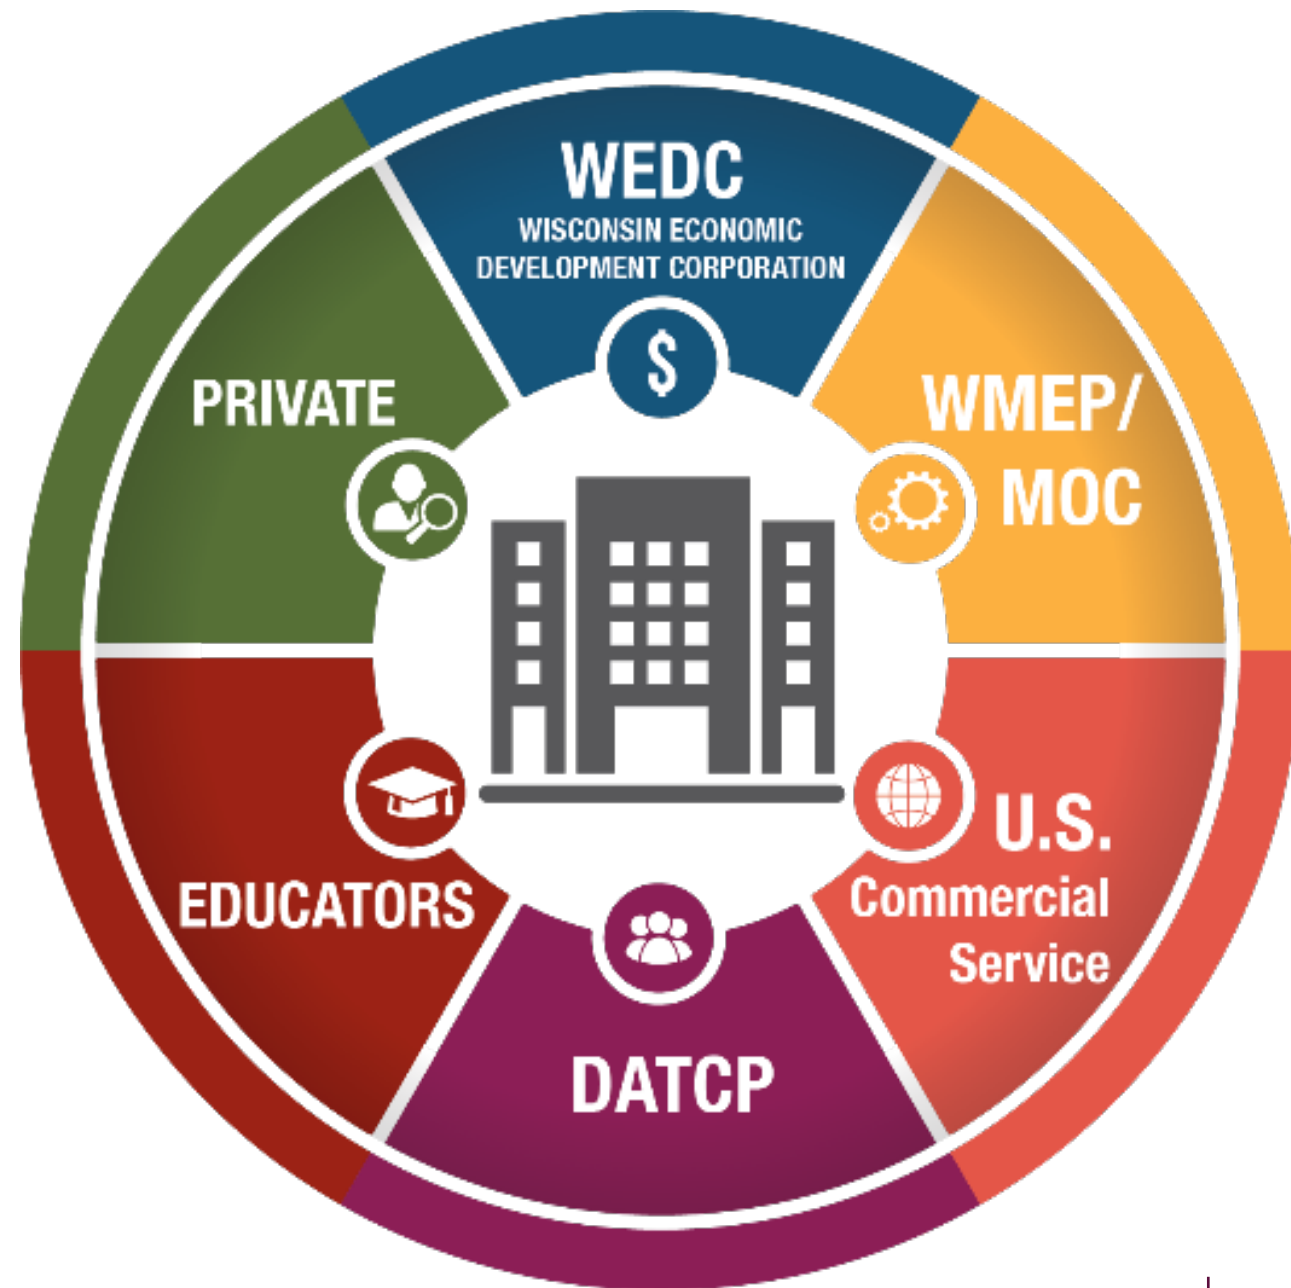 WEDC
WISCONSIN ECONOMIC
DEVELOPMENT CORPORATION
$
PRIVATE
WMEP/
MOC
EDUCATORS
U.S.
Commercial
Service
DATCP